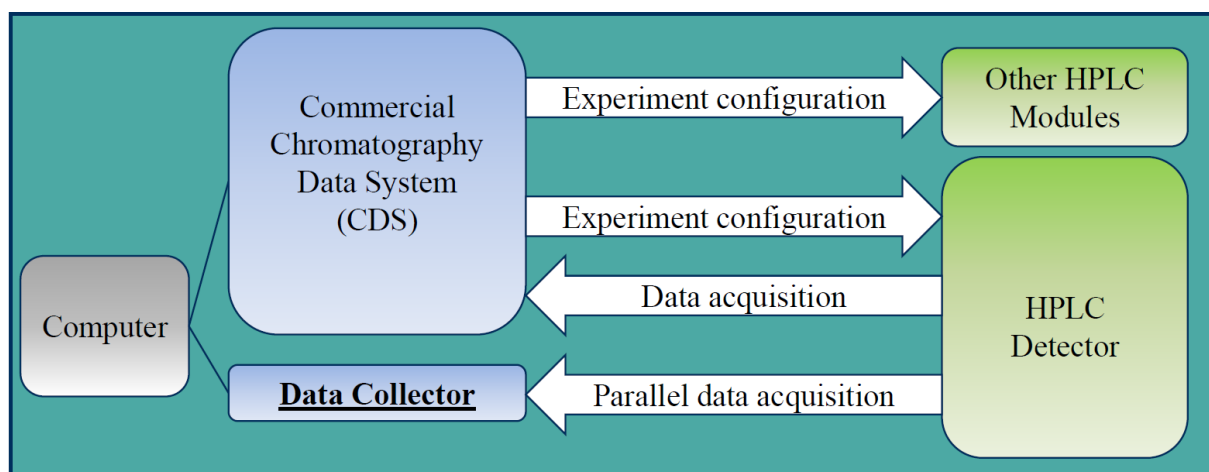 Commercial
Chromatography
Data System
(CDS)
Experiment configuration
Other HPLC
Modules
Experiment configuration
Data acquisition
HPLC
Detector
Computer
Data Collector
Parallel data acquisition